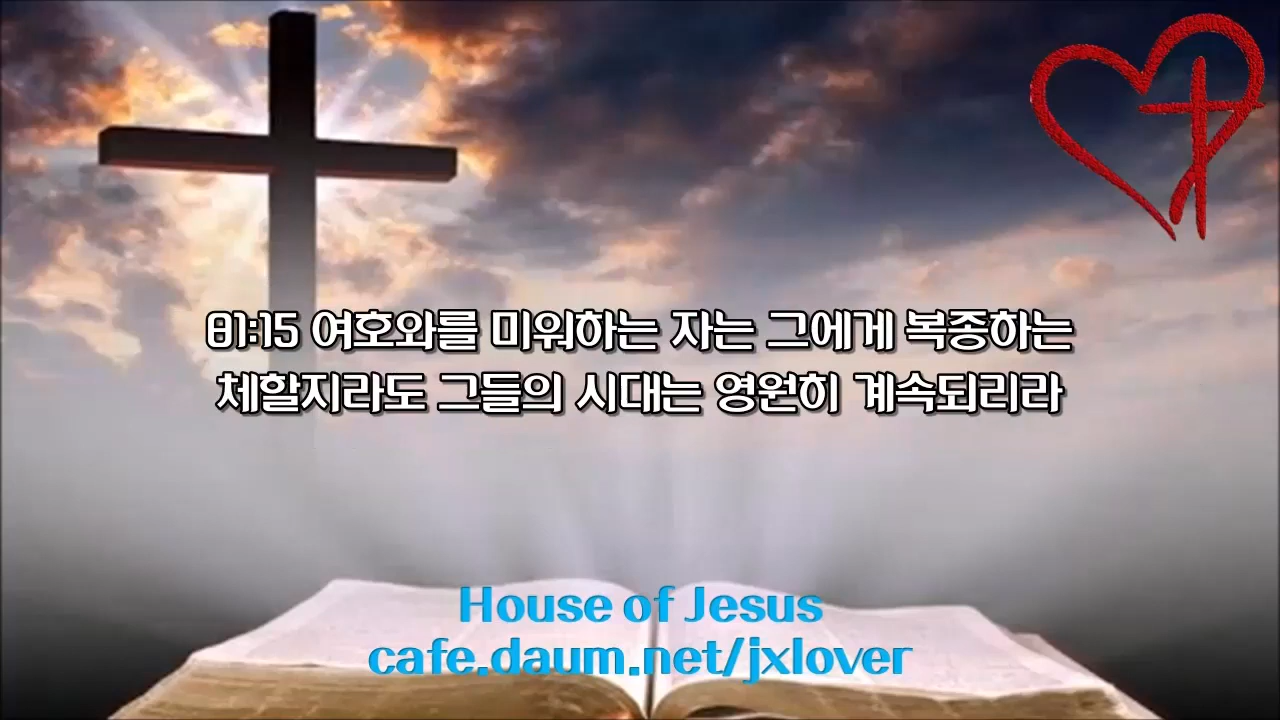 81:15 여호와를 미워하는 자는 그에게 복종하는
체할지라도 그들의 시대는 영원히 계속되리라
House of Jesus
cafe.daum.net/jxlover